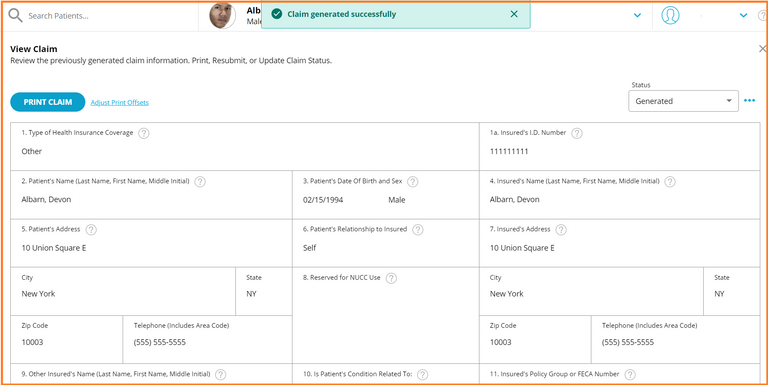 Search Patients...
Alba
Male
Claim generated successfully
View Claim
Review the previously generated claim information. Print, Resubmit, or Update Claim Status.
Status
PRINT CLAIM
Adjust Print Offsets
Generated
1. Type of Health Insurance Coverage
1a. Insured's I.D. Number
Other
111111111
2. Patient's Name (Last Name, First Name, Middle Initial)
3. Patient's Date Of Birth and Sex
4. Insured's Name (Last Name, First Name, Middle Initial)
Albarn, Devon
02/15/1994
Male
Albarn, Devon
5. Patient's Address
6. Patient's Relationship to Insured
7. Insured's Address
10 Union Square E
Self
10 Union Square E
City
State
8. Reserved for NUCC Use
City
State
New York
NY
New York
NY
Zip Code
Telephone (Includes Area Code)
Zip Code
Telephone (Includes Area Code)
10003
(555) 555-5555
10003
(555) 555-5555
9. Other Insured's Name (Last Name, First Name, Middle Initial)
10. Is Patient's Condition Related To:
11. Insured's Policy Group or FECA Number